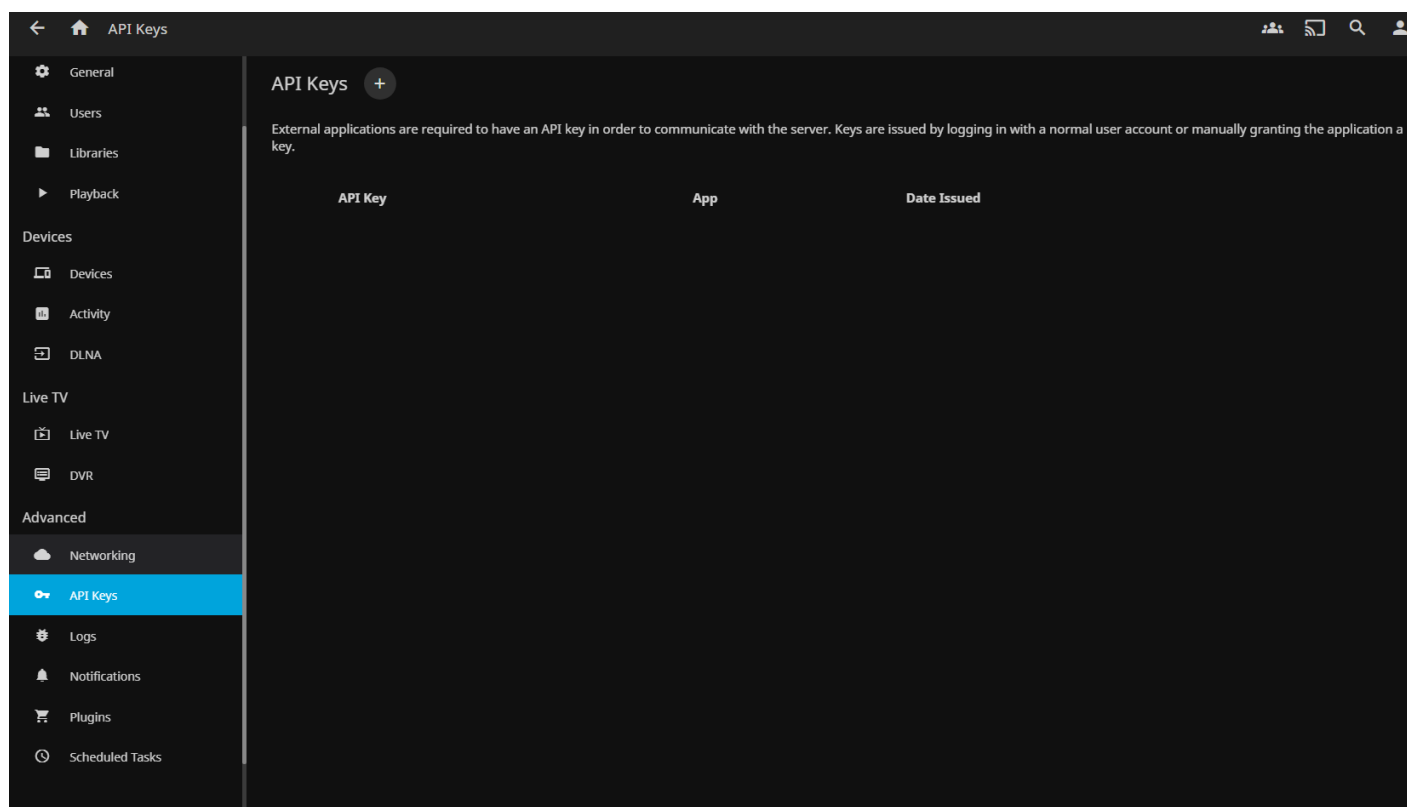 API Keys
General
Users
Libraries
Playback
Devices
Devices
Activity
DLNA
Live TV
Live TV
DVR
Advanced
Networking
API Keys
Logs
Notifications
Plugins
Scheduled Tasks
API Keys +
External applications are required to have an API key in order to communicate with the server. Keys are issued by logging in with a normal user account or manually granting the application a
key.
API Key App Date Issued